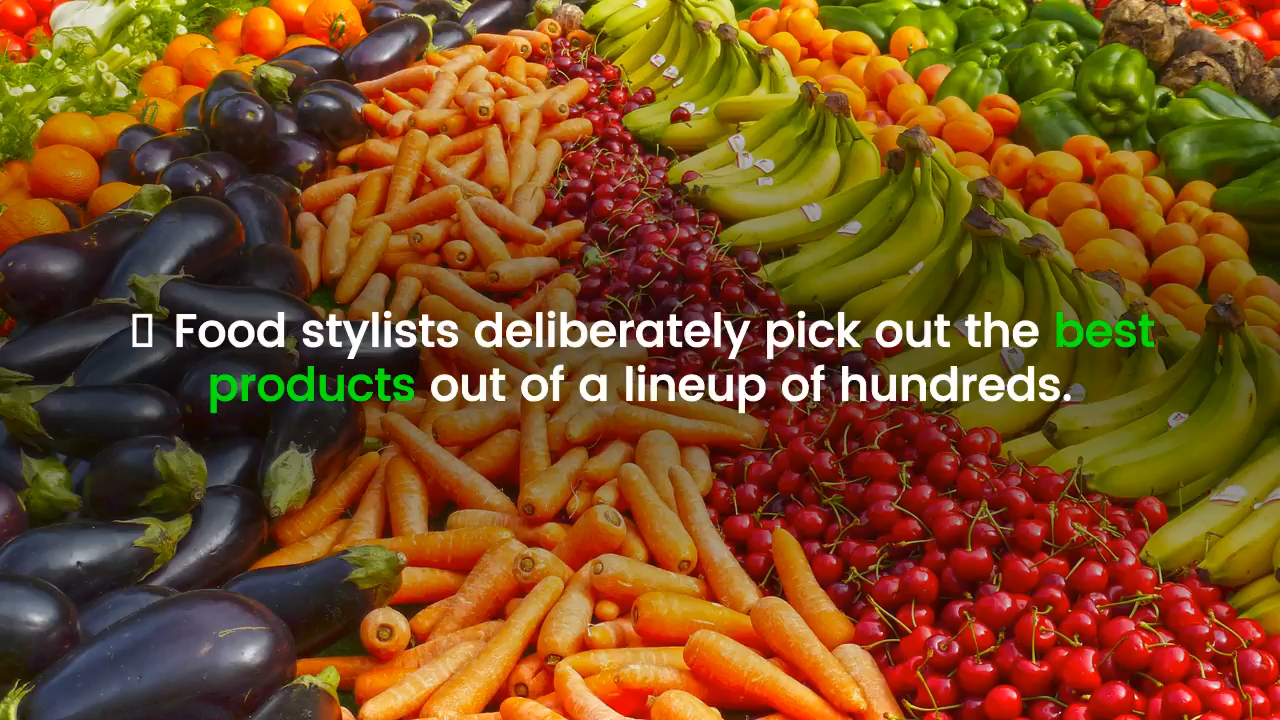 Food stylists deliberately pick out the best
products out of a lineup of hundreds.